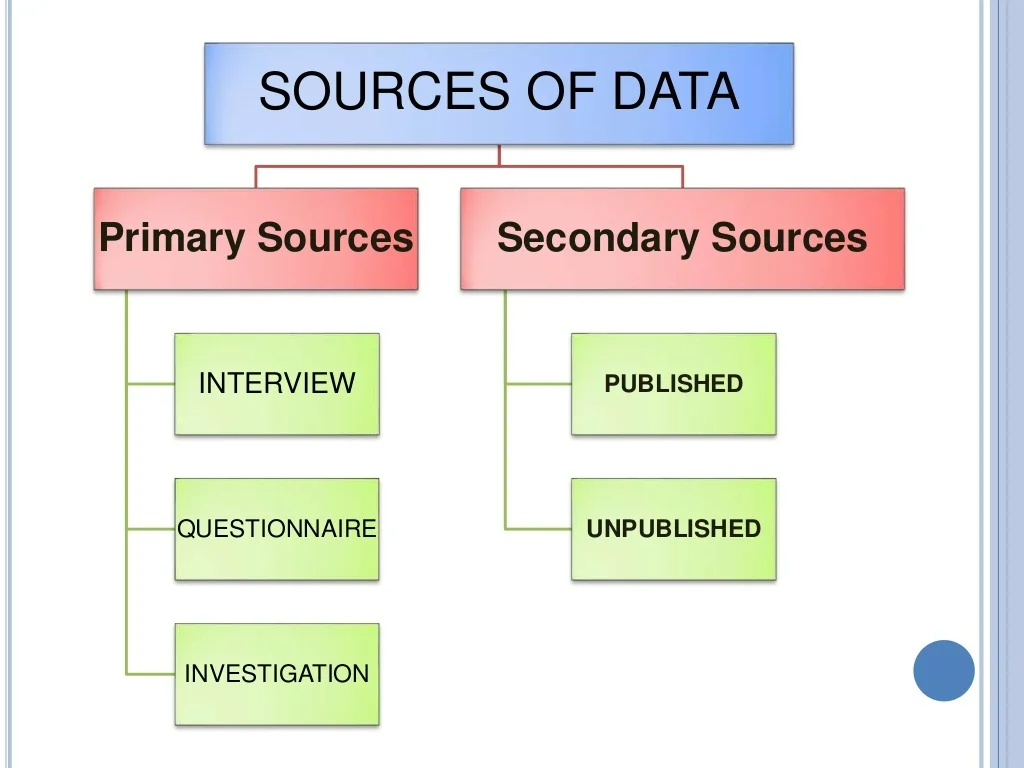 SOURCES OF DATA
Primary Sources
Secondary Sources
INTERVIEW
PUBLISHED
QUESTIONNAIRE
UNPUBLISHED
INVESTIGATION